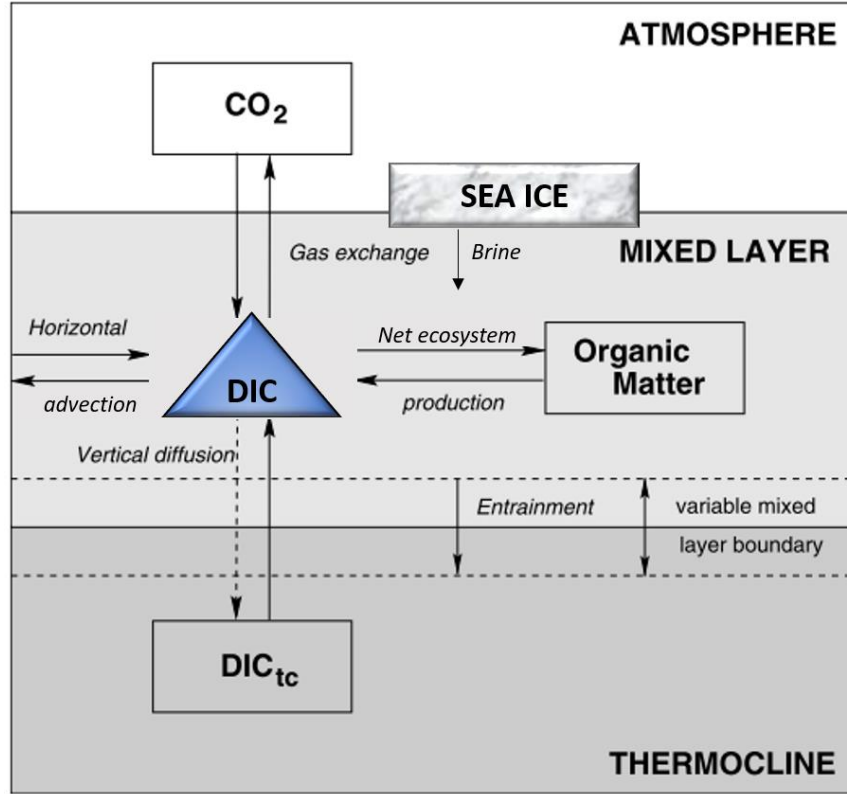 ATMOSPHERE
CO2
SEA ICE
Gas exchange
Brine
MIXED LAYER
Horizontal
advection
DIC
Net ecosystem
production
Organic
Matter
Vertical diffusion
Entrainment
variable mixed
layer boundary
DICtc
THERMOCLINE